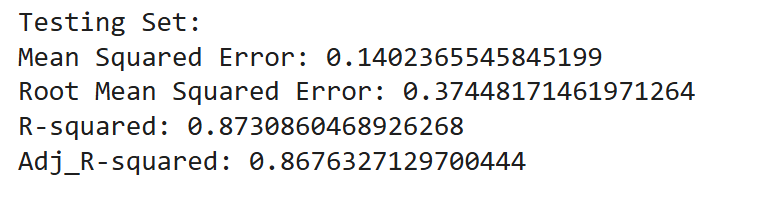 Testing Set:
Mean Squared Error: 0.1402365545845199
Root Mean Squared Error: 0.37448171461971264
R-squared: 0.8730860468926268
Adj_R-squared: 0.8676327129700444